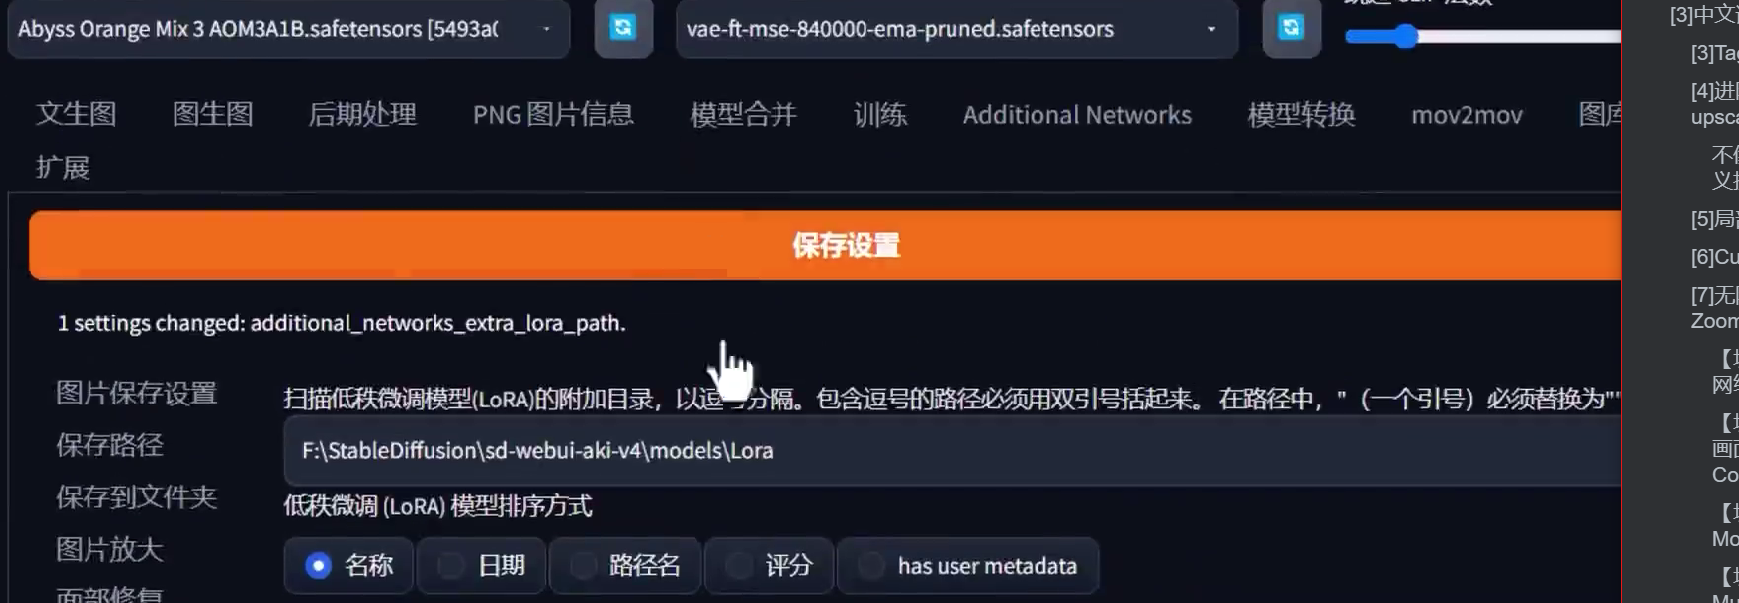 Abyss Orange Mix 3 AOM3A1B.safetensors [5493a(
vae-ft-mse-840000-ema-pruned.safetensors
文生图 图生图 后期处理 PNG 图片信息 模型合并 训练 Additional Networks 模型转换 mov2mov 图库
扩展
保存设置
1 settings changed: additional_networks_extra_lora_path.
图片保存设置
扫描低秩微调模型(LoRA)的附加目录，以逗号分隔。包含逗号的路径必须用双引号括起来。 在路径中，"（一个引号）必须替换为""
保存路径
F:\StableDiffusion\sd-webui-aki-v4\models\Lora
保存到文件夹
低秩微调 (LoRA) 模型排序方式
图片放大
名称 日期 路径名 评分 has user metadata
面部修复
[3]中文
[3]Tag
[4]进
upsca
不
义
[5]局
[6]Cu
[7]无
Zoom
网
画面
Co
Mo